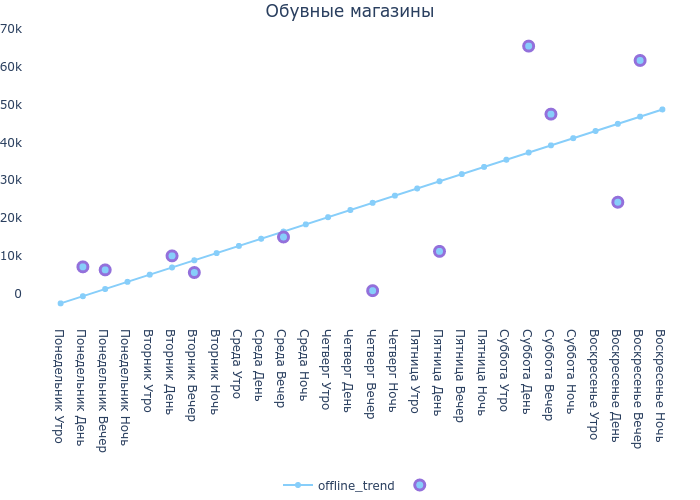 Обувные магазины
70k
60k
50k
40k
30k
20k
10k
0
Понедельник Утро
Понедельник День
Понедельник Вечер
Понедельник Ночь
Вторник Утро
Вторник День
Вторник Вечер
Вторник Ночь
Среда Утро
Среда День
Среда Вечер
Среда Ночь
Четверг Утро
Четверг День
Четверг Вечер
Четверг Ночь
Пятница Утро
Пятница День
Пятница Вечер
Пятница Ночь
Суббота Утро
Суббота День
Суббота Вечер
Суббота Ночь
Воскресенье Утро
Воскресенье День
Воскресенье Вечер
Воскресенье Ночь
offline_trend